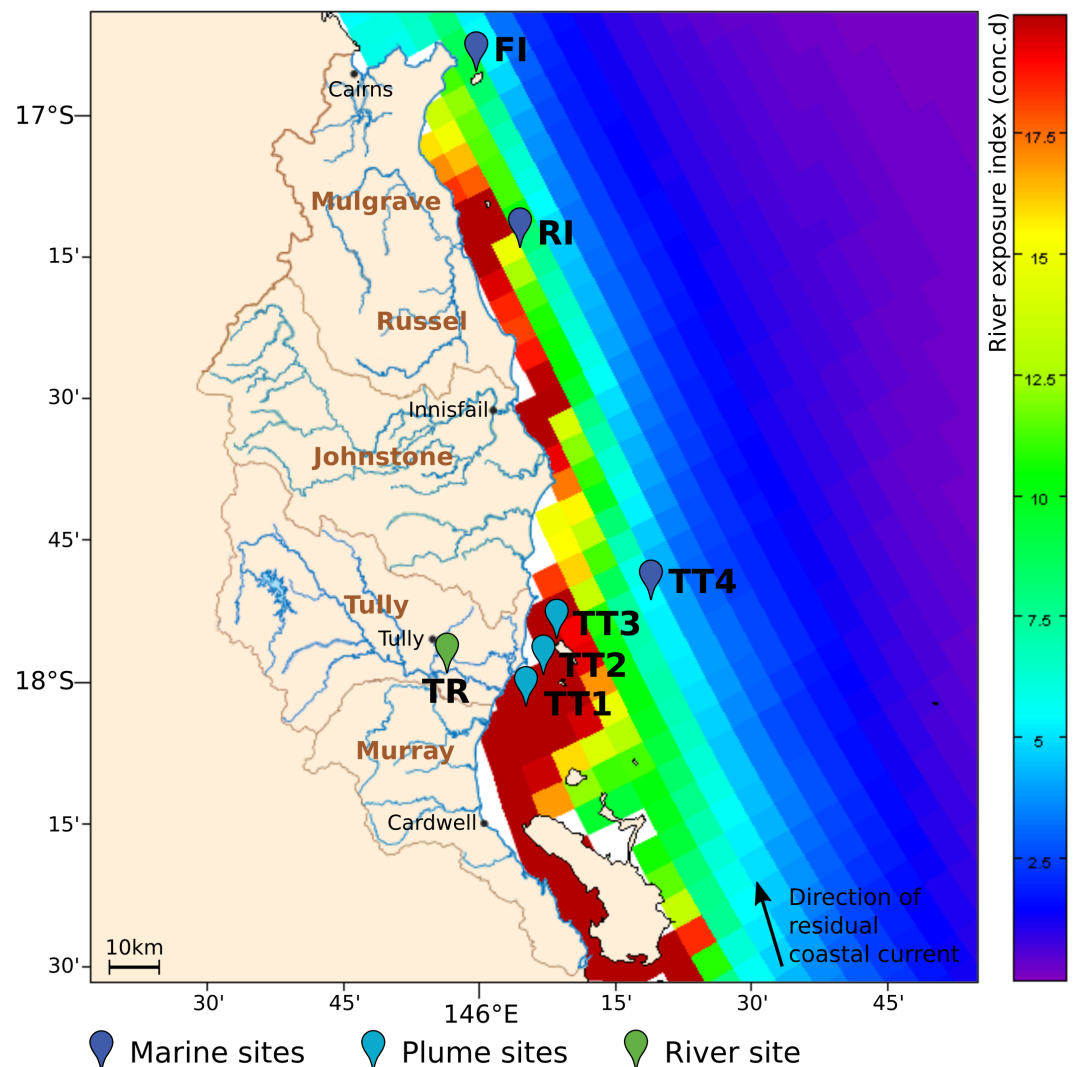 FI
Cairns
17°S
17.5
Mulgrave
RI
15'
15
River exposure index (conc.d)
Russel
12.5
30'
Innisfail
Johnstone
10
45'
TT4
Tully
TT3
7.5
Tully
TT2
18°S
TR
TT1
5
Murray
15'
Cardwell
2.5
Direction of
residual
coastal current
10km
30'
30'
45'
146°E
15'
30'
45'
Marine sites
Plume sites
River site